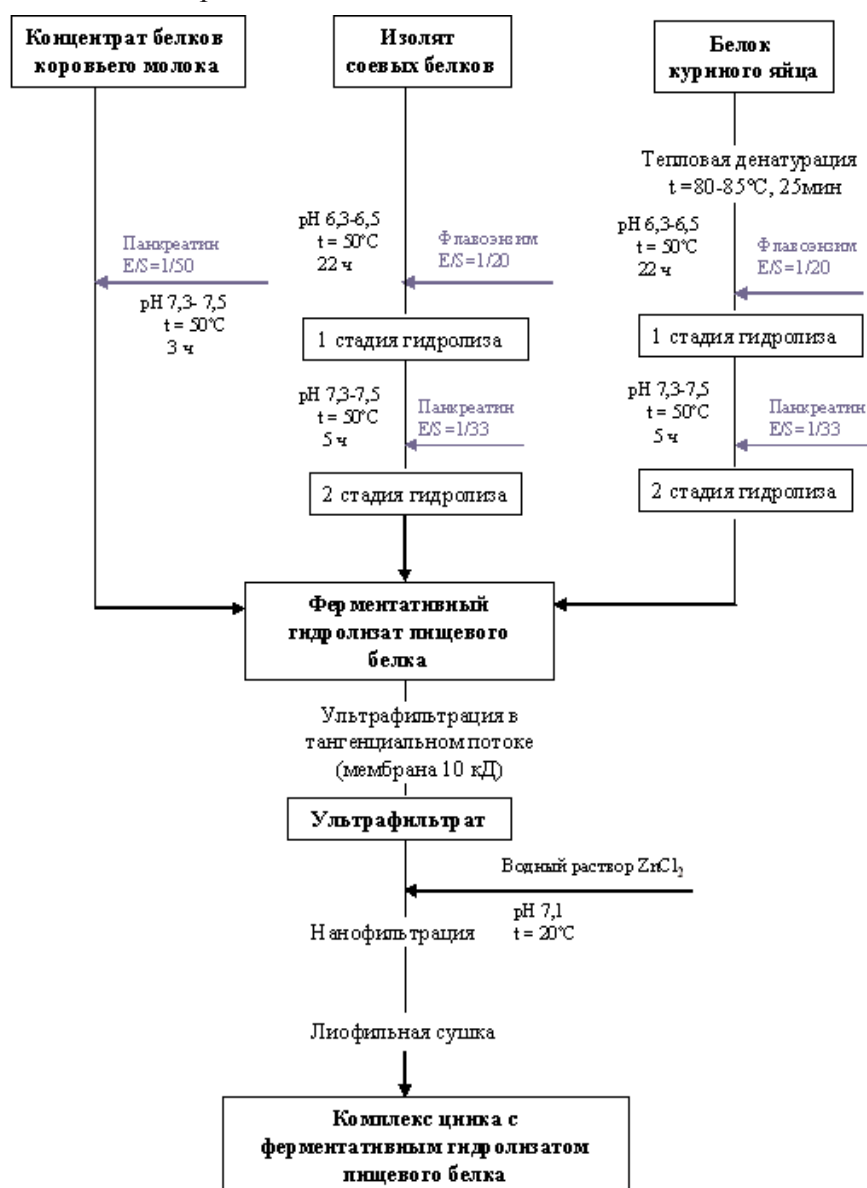 Концентрат белков
коровьего молока
Изолят
соевых белков
Белок
куриного яйца
Тепловая денатурация
t =80-85°C, 25мин
Панкреатин
E/S=1/50
pH 7,3- 7,5
t = 50°C
3 ч
pH 6,3-6,5
t = 50°C
22 ч
Флавоэнзим
E/S=1/20
pH 6,3-6,5
t = 50°C
22 ч
Флавоэнзим
E/S=1/20
1 стадия гидролиза
1 стадия гидролиза
pH 7,3-7,5
t = 50°C
5 ч
Панкреатин
E/S=1/33
pH 7,3-7,5
t = 50°C
5 ч
Панкреатин
E/S=1/33
2 стадия гидролиза
2 стадия гидролиза
Ферментативный
гидролизат пищевого
белка
Ультрафильтрация в
тангенциальном потоке
(мембрана 10 кД)
Ультрафильтрат
Водный раствор ZnCl₂
pH 7,1
t = 20°C
Нанофильтрация
Лиофильная сушка
Комплекс цинка с
ферментативным гидролизатом
пищевого белка